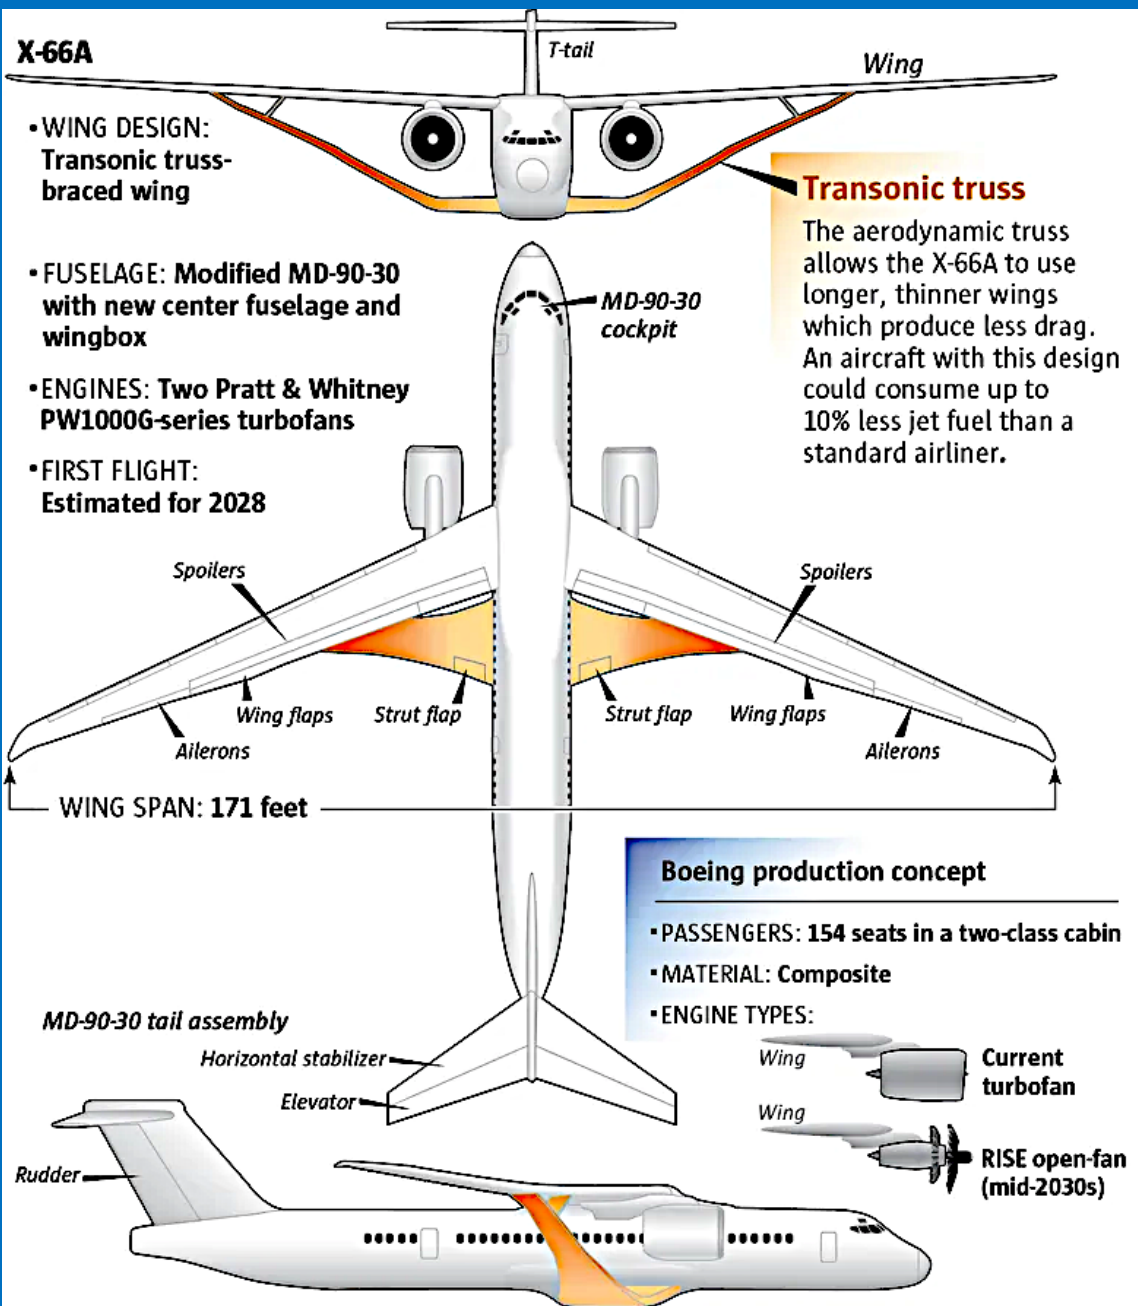 X-66A
T-tail
Wing
• WING DESIGN:
Transonic truss-
braced wing
Transonic truss
The aerodynamic truss
allows the X-66A to use
longer, thinner wings
which produce less drag.
An aircraft with this design
could consume up to
10% less jet fuel than a
standard airliner.
• FUSELAGE: Modified MD-90-30
with new center fuselage and
wingbox
MD-90-30
cockpit
• ENGINES: Two Pratt & Whitney
PW1000G-series turbofans
• FIRST FLIGHT:
Estimated for 2028
Spoilers
Spoilers
Wing flaps
Strut flap
Strut flap
Wing flaps
Ailerons
Ailerons
WING SPAN: 171 feet
Boeing production concept
• PASSENGERS: 154 seats in a two-class cabin
• MATERIAL: Composite
• ENGINE TYPES:
Wing
Current
turbofan
Wing
RISE open-fan
(mid-2030s)
MD-90-30 tail assembly
Horizontal stabilizer
Elevator
Rudder